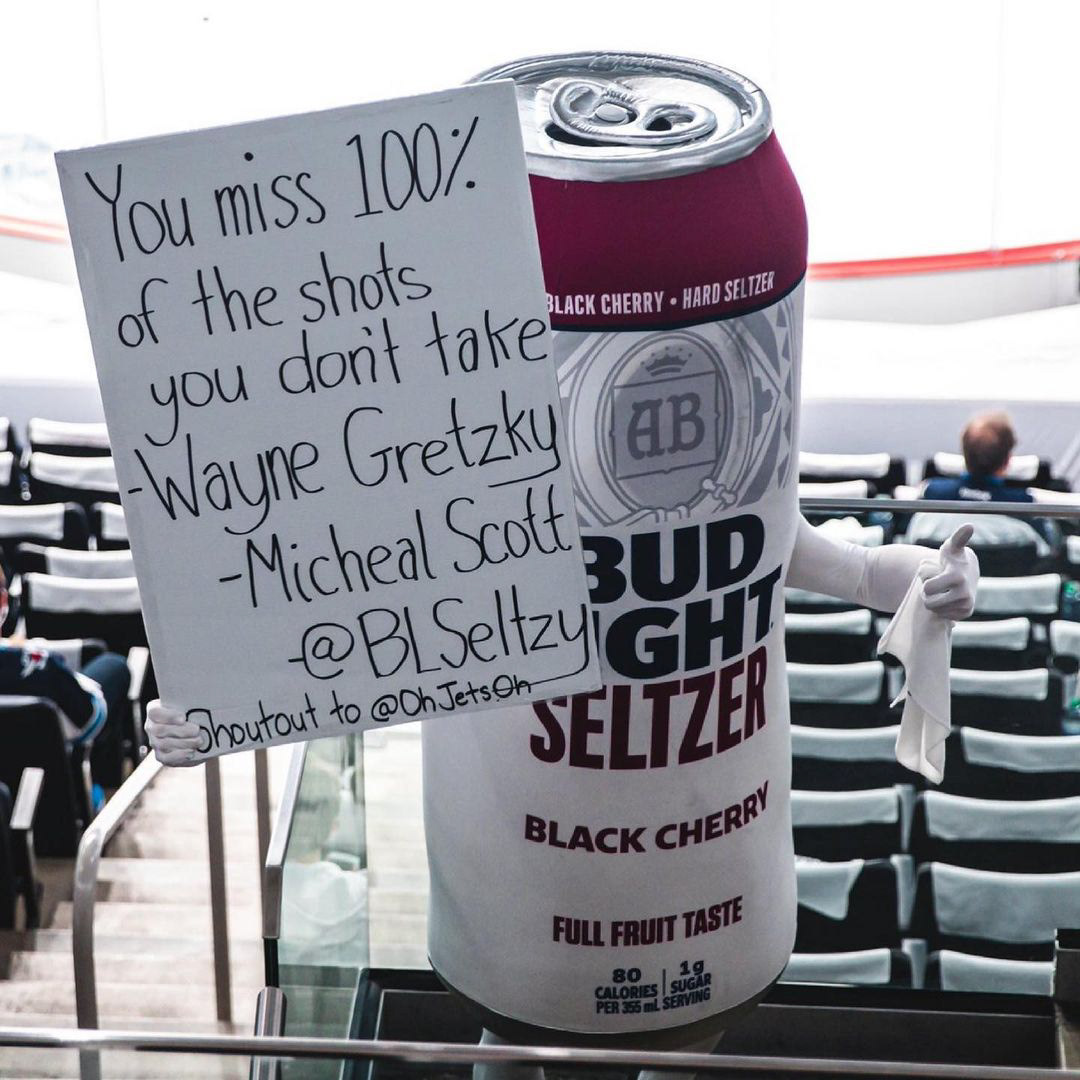 You miss 100%
of the shots
you don't take
-Wayne Gretzky
-Micheal Scott
-@BLSeltzy
Shoutout to @OhJetsOh
BLACK CHERRY • HARD SELTZER
AB
BUD
IGHT
SELTZER
BLACK CHERRY
FULL FRUIT TASTE
80 1g
CALORIES SUGAR
PER 355 mL SERVING